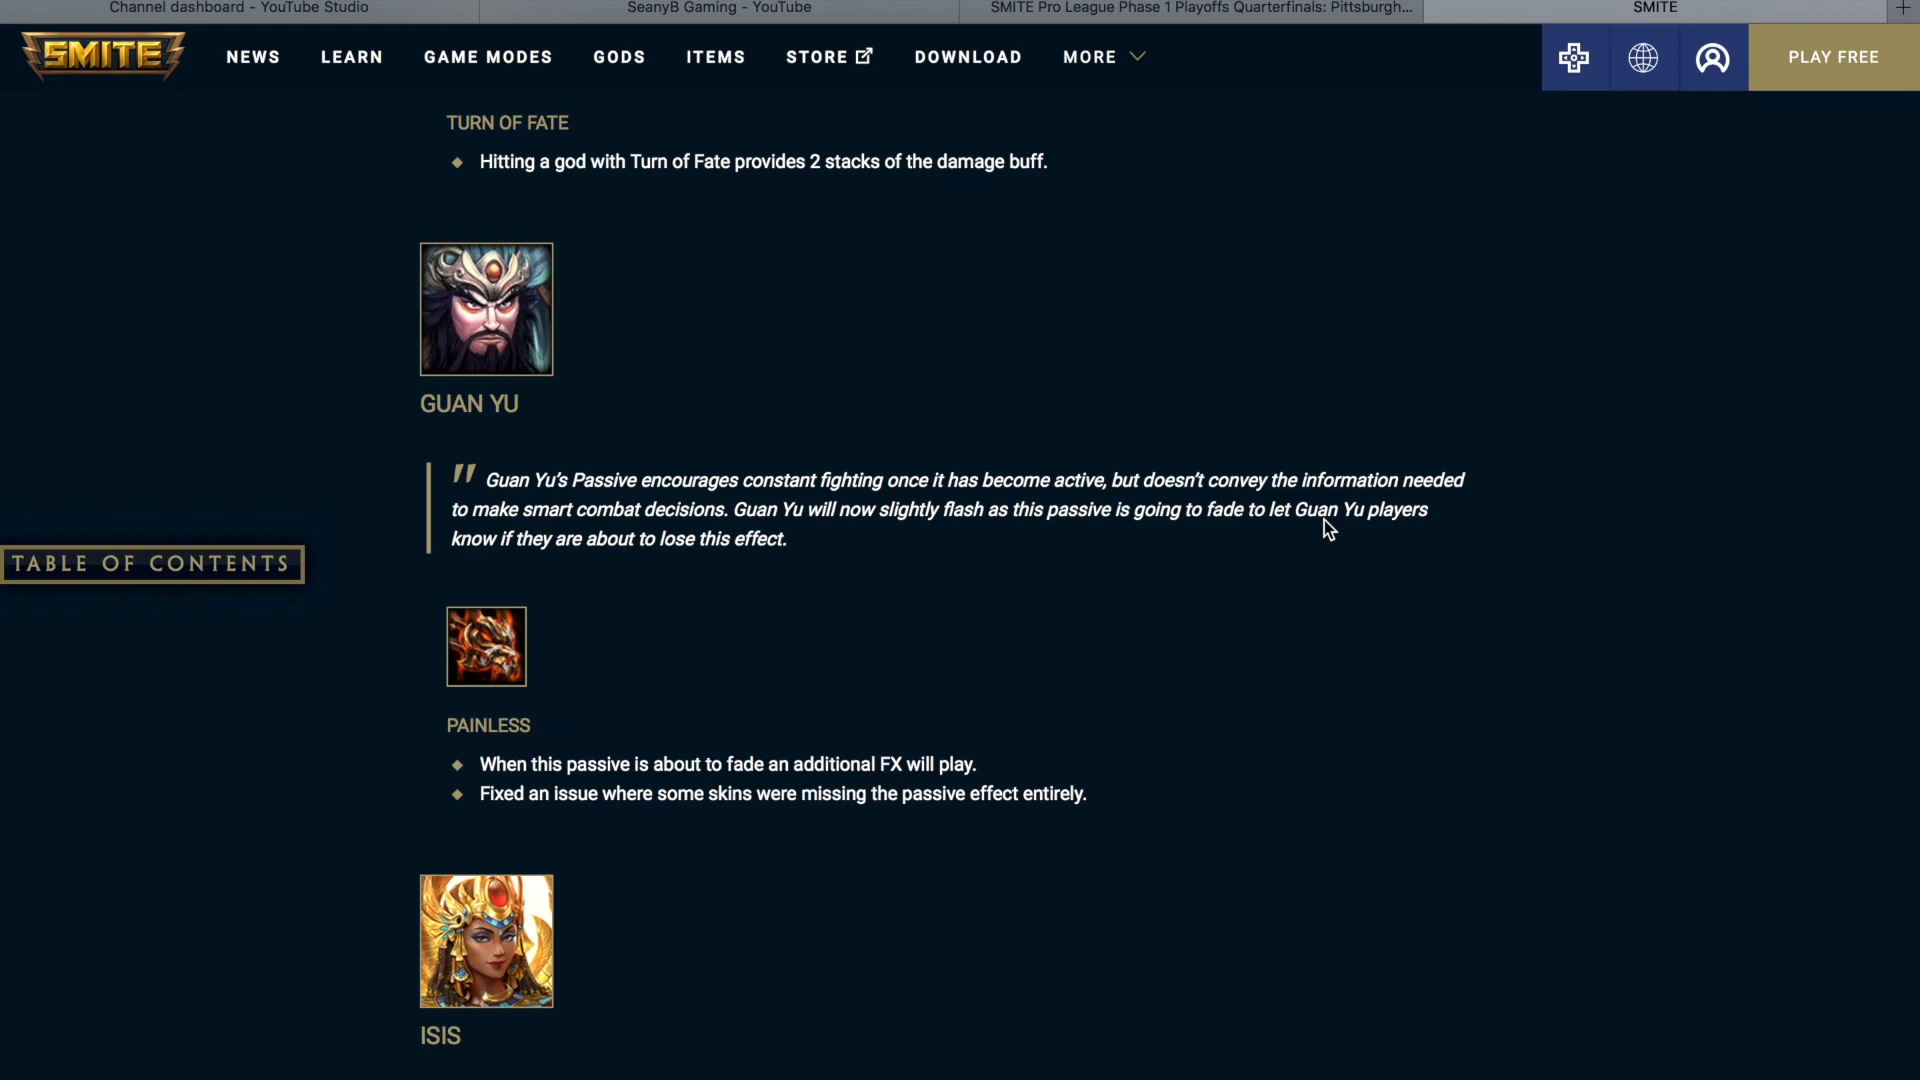 Channel dashboard - YouTube Studio
SeanyB Gaming - YouTube
SMITE Pro League Phase 1 Playoffs Quarterfinals: Pittsburgh...
SMITE
SMITE
NEWS
LEARN
GAME MODES
GODS
ITEMS
STORE
DOWNLOAD
MORE
PLAY FREE
TURN OF FATE
Hitting a god with Turn of Fate provides 2 stacks of the damage buff.
GUAN YU
" Guan Yu's Passive encourages constant fighting once it has become active, but doesn't convey the information needed
to make smart combat decisions. Guan Yu will now slightly flash as this passive is going to fade to let Guan Yu players
know if they are about to lose this effect.
TABLE OF CONTENTS
PAINLESS
When this passive is about to fade an additional FX will play.
Fixed an issue where some skins were missing the passive effect entirely.
ISIS